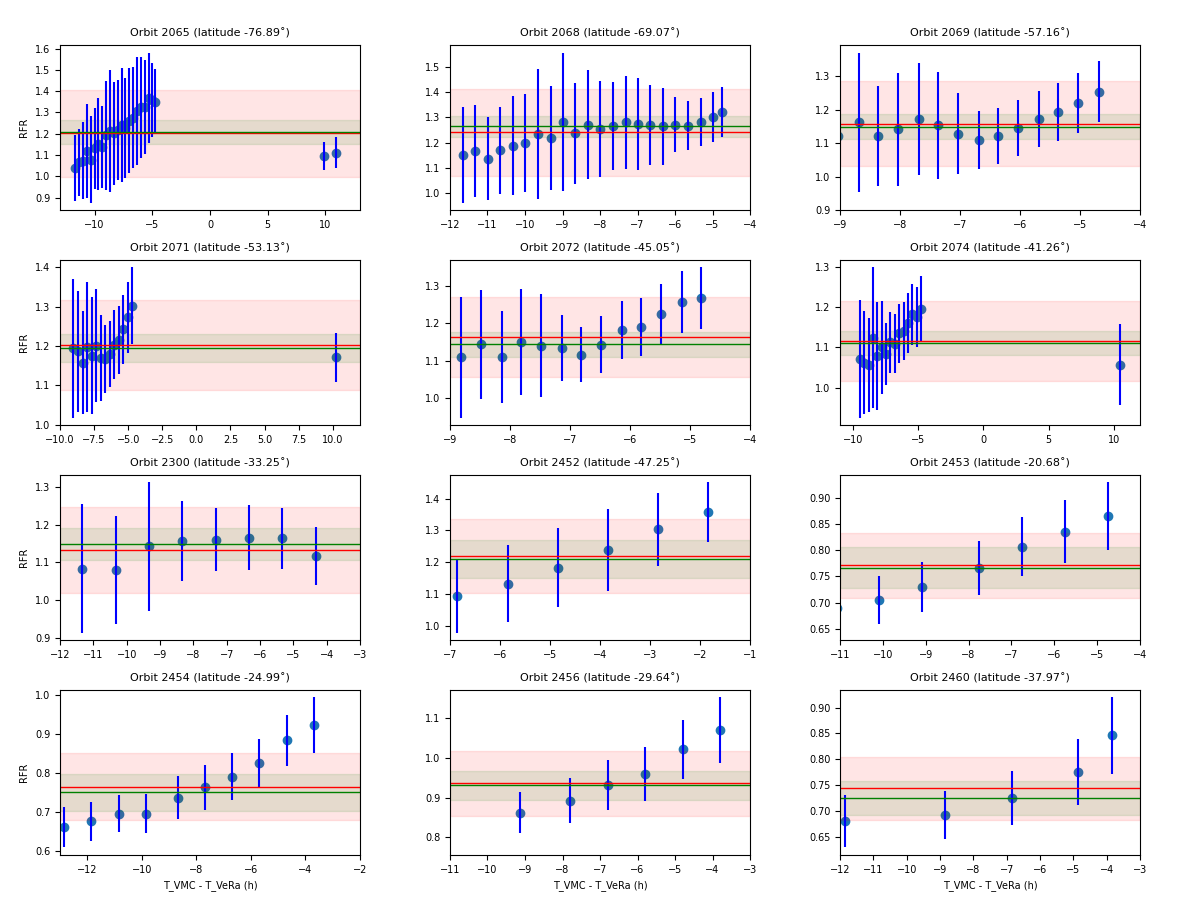 Orbit 2065 (latitude -76.89˚)
Orbit 2068 (latitude -69.07˚)
Orbit 2069 (latitude -57.16˚)
RFR
1.6
1.5
1.4
1.3
1.2
1.1
1.0
0.9
−10 −5 0 5 10
1.5
1.4
1.3
1.2
1.1
1.0
−12 −11 −10 −9 −8 −7 −6 −5 −4
1.3
1.2
1.1
1.0
0.9
−9 −8 −7 −6 −5 −4
Orbit 2071 (latitude -53.13˚)
Orbit 2072 (latitude -45.05˚)
Orbit 2074 (latitude -41.26˚)
1.4
1.3
1.2
1.1
1.0
−10.0 −7.5 −5.0 −2.5 0.0 2.5 5.0 7.5 10.0
1.3
1.2
1.1
1.0
−9 −8 −7 −6 −5 −4
1.3
1.2
1.1
1.0
−10 −5 0 5 10
Orbit 2300 (latitude -33.25˚)
Orbit 2452 (latitude -47.25˚)
Orbit 2453 (latitude -20.68˚)
RFR
1.3
1.2
1.1
1.0
0.9
−12 −11 −10 −9 −8 −7 −6 −5 −4 −3
1.4
1.3
1.2
1.1
1.0
−7 −6 −5 −4 −3 −2 −1
0.90
0.85
0.80
0.75
0.70
0.65
−11 −10 −9 −8 −7 −6 −5 −4
Orbit 2454 (latitude -24.99˚)
Orbit 2456 (latitude -29.64˚)
Orbit 2460 (latitude -37.97˚)
RFR
1.0
0.9
0.8
0.7
0.6
−12 −10 −8 −6 −4 −2
T_VMC - T_VeRa (h)
1.1
1.0
0.9
0.8
−11 −10 −9 −8 −7 −6 −5 −4 −3
T_VMC - T_VeRa (h)
0.90
0.85
0.80
0.75
0.70
0.65
−12 −11 −10 −9 −8 −7 −6 −5 −4 −3
T_VMC - T_VeRa (h)